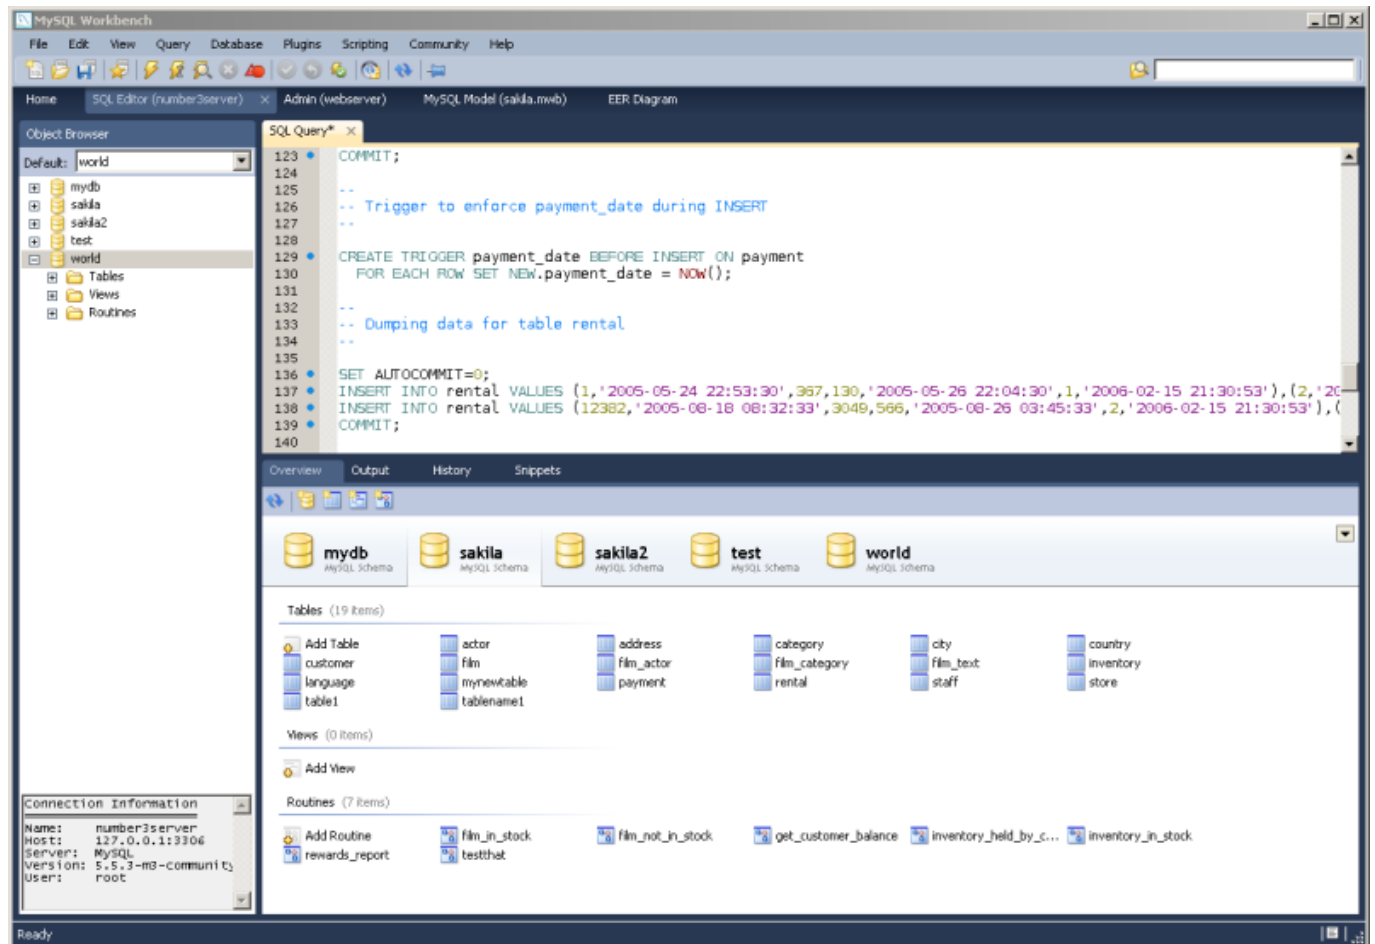 MySQL Workbench
File Edit View Query Database Plugins Scripting Community Help
Home SQL Editor (number3server) Admin (webserver) MySQL Model (sakila.mwb) EER Diagram
Object Browser
Default: world
mydb
sakila
sakila2
test
world
Tables
Views
Routines
SQL Query*
123 COMMIT;
124
125 --
126 -- Trigger to enforce payment_date during INSERT
127 --
128
129 CREATE TRIGGER payment_date BEFORE INSERT ON payment
130 FOR EACH ROW SET NEW.payment_date = NOW();
131
132 --
133 -- Dumping data for table rental
134 --
135
136 SET AUTOCOMMIT=0;
137 INSERT INTO rental VALUES (1,'2005-05-24 22:53:30',367,130,'2005-05-26 22:04:30',1,'2006-02-15 21:30:53'),(2,'20
138 INSERT INTO rental VALUES (12382,'2005-08-18 08:32:33',3049,566,'2005-08-26 03:45:33',2,'2006-02-15 21:30:53'),(
139 COMMIT;
140
Overview Output History Snippets
mydb sakila sakila2 test world
MySQL Schema MySQL Schema MySQL Schema MySQL Schema MySQL Schema
Tables (19 items)
Add Table actor address category city country
customer film film_actor film_category film_text inventory
language mynewtable payment rental staff store
table1 tablename1
Views (0 items)
Add View
Routines (7 items)
Add Routine film_in_stock film_not_in_stock get_customer_balance inventory_held_by_c... inventory_in_stock
rewards_report testthat
Connection Information
Name: number3server
Host: 127.0.0.1:3306
Server: MySQL
Version: 5.5.3-m3-community
User: root
Ready